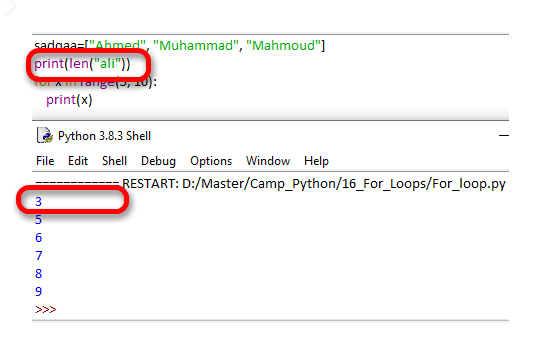 sadqaa=["Ahmed", "Muhammad", "Mahmoud"]
print(len("ali"))
for x in range(5, 10):
print(x)
Python 3.8.3 Shell
File Edit Shell Debug Options Window Help
============ RESTART: D:/Master/Camp_Python/16_For_Loops/For_loop.py
3
5
6
7
8
9
>>>